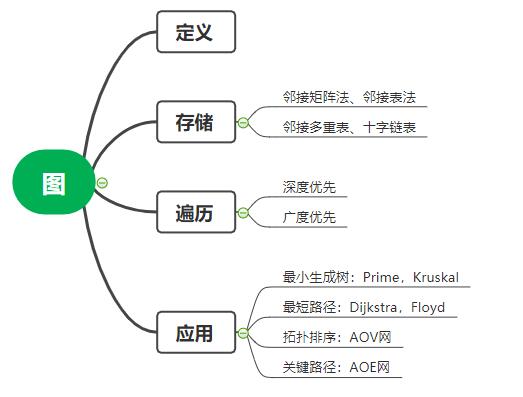 图
定义
存储
邻接矩阵法、邻接表法
邻接多重表、十字链表
遍历
深度优先
广度优先
应用
最小生成树：Prime，Kruskal
最短路径：Dijkstra，Floyd
拓扑排序：AOV网
关键路径：AOE网